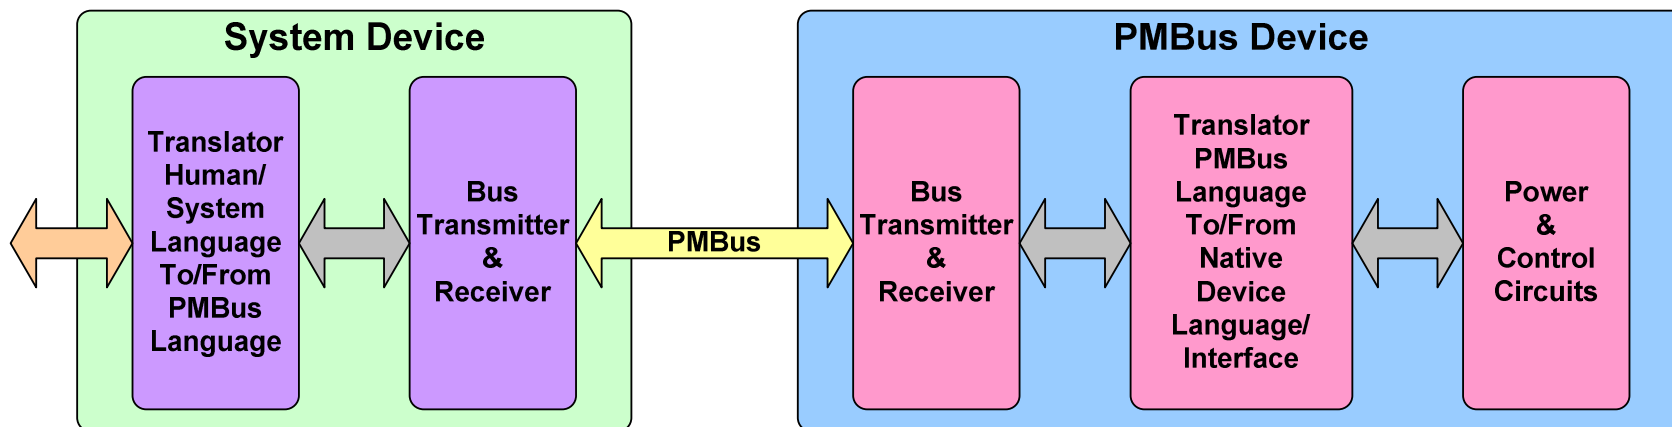 System Device
Translator
Human/
System
Language
To/From
PMBus
Language
Bus
Transmitter
&
Receiver
PMBus
PMBus Device
Bus
Transmitter
&
Receiver
Translator
PMBus
Language
To/From
Native
Device
Language/
Interface
Power
&
Control
Circuits